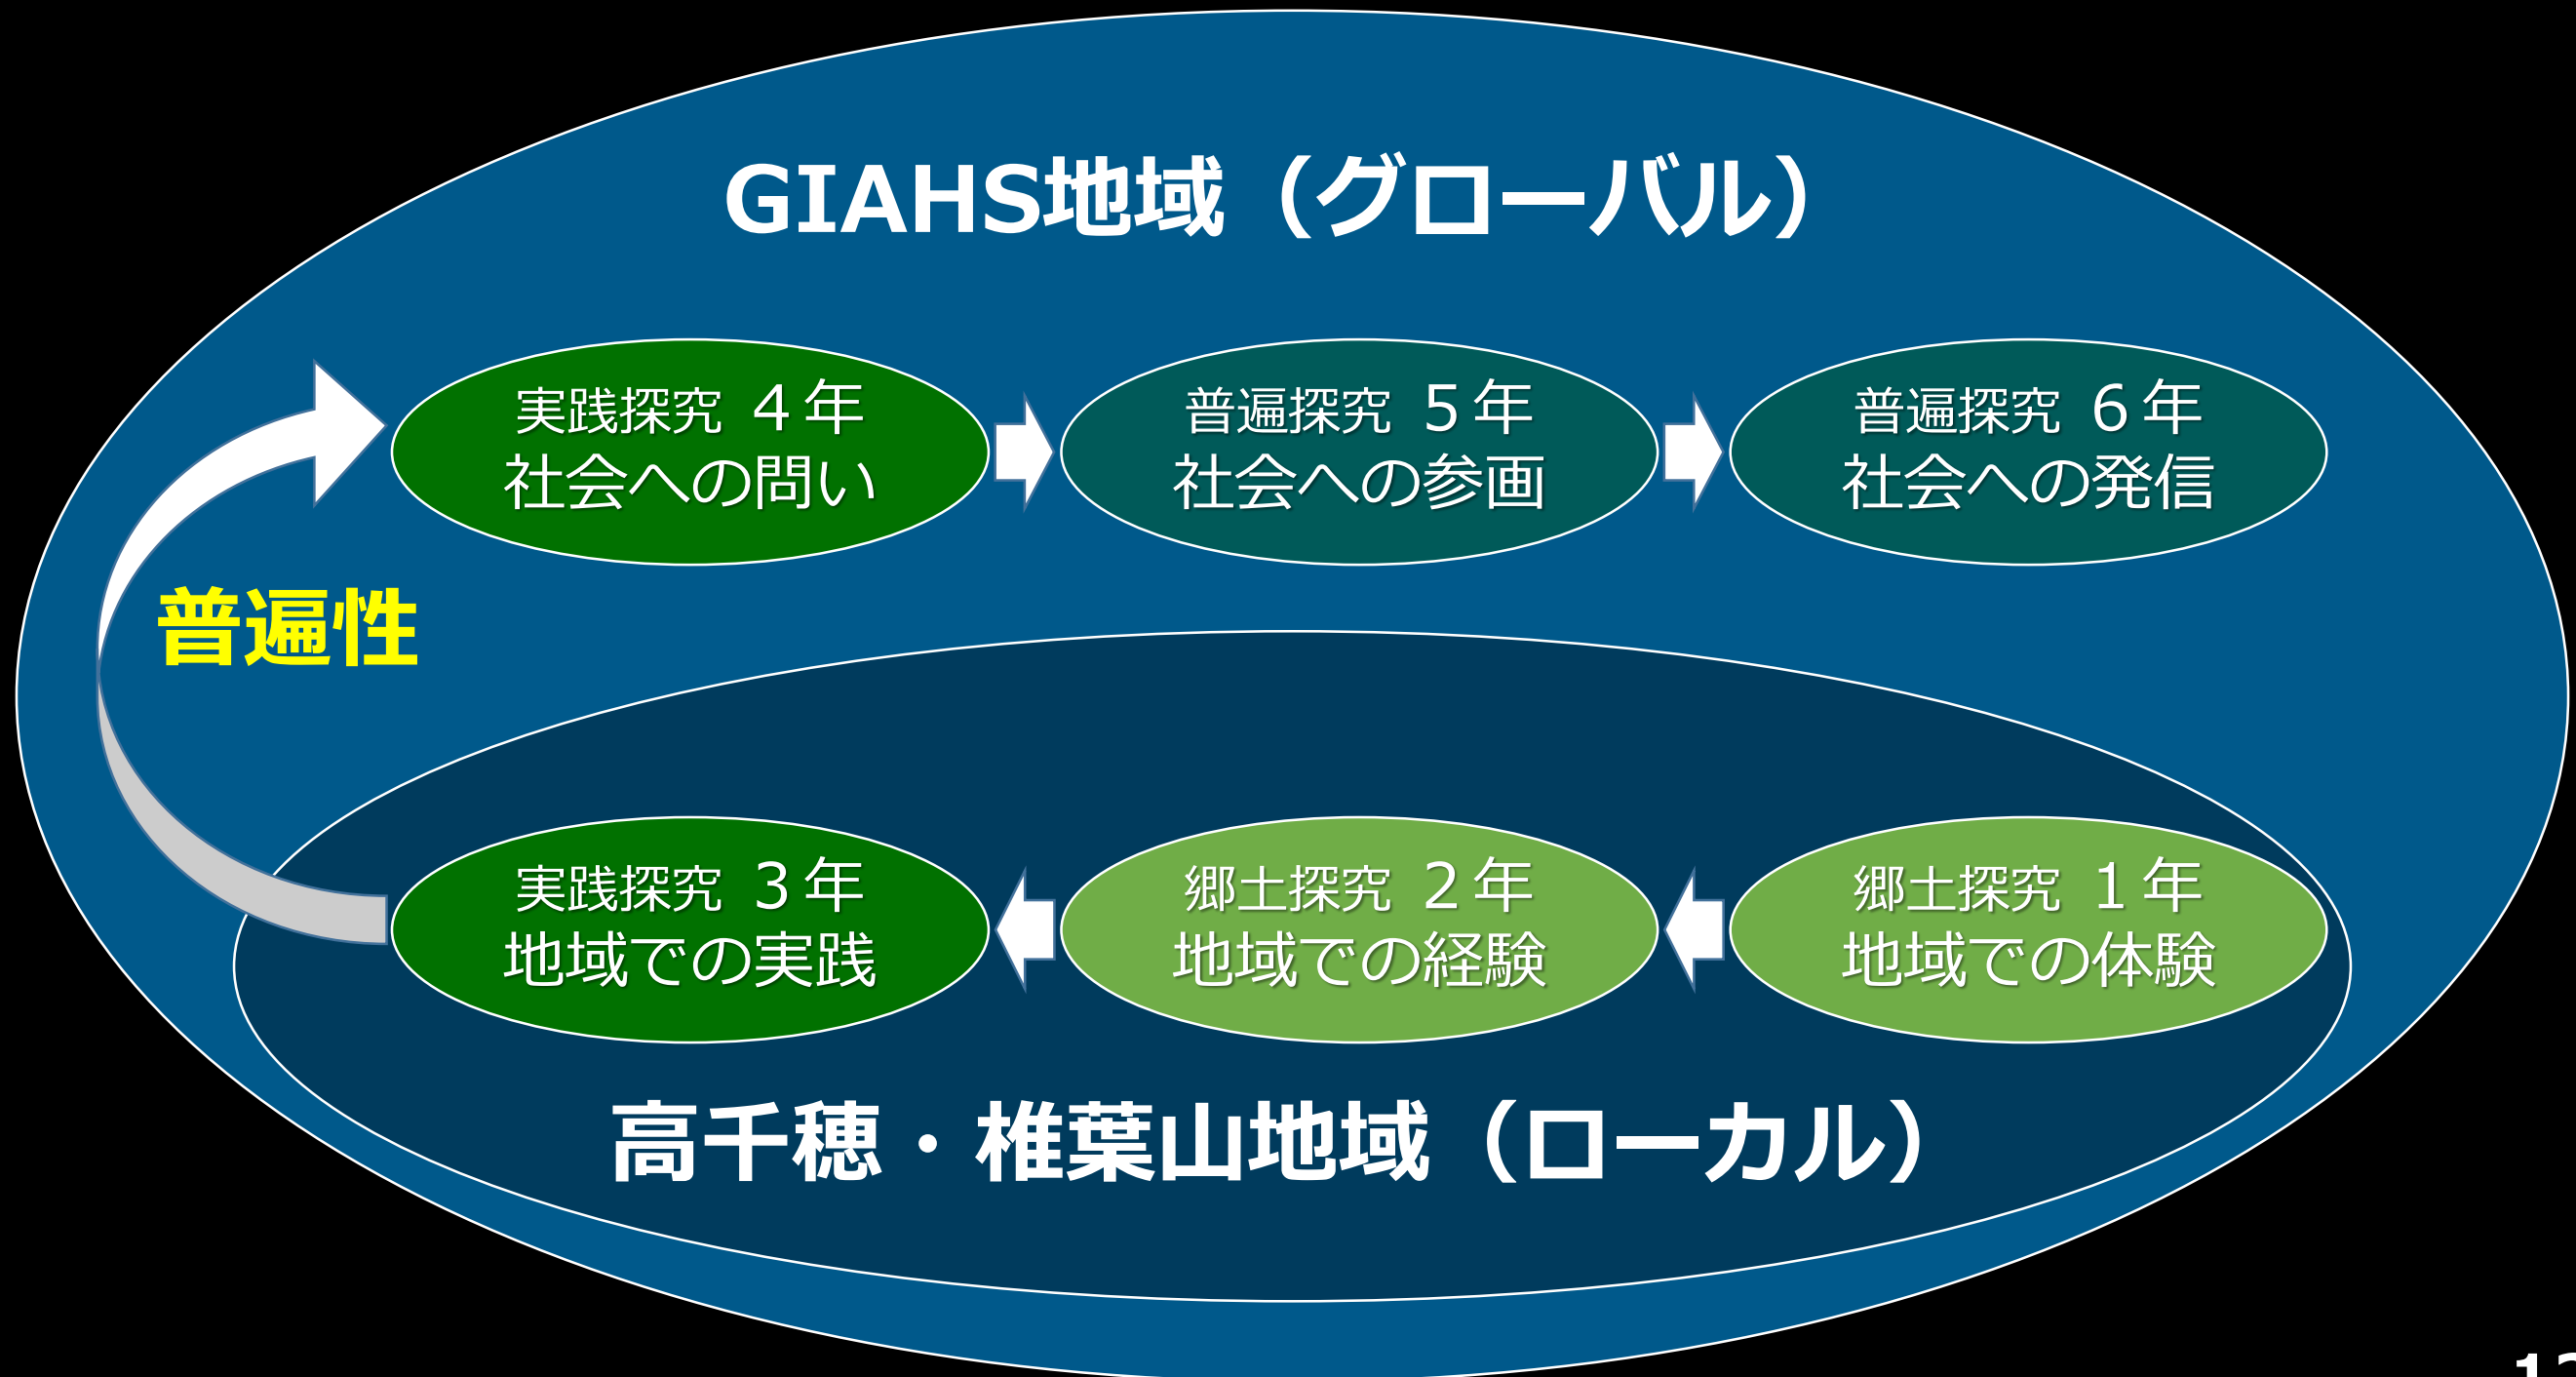 GIAHS地域（グローバル）
実践探究 ４年
社会への問い
普遍探究 ５年
社会への参画
普遍探究 ６年
社会への発信
普遍性
実践探究 ３年
地域での実践
郷土探究 ２年
地域での経験
郷土探究 １年
地域での体験
高千穂・椎葉山地域（ローカル）